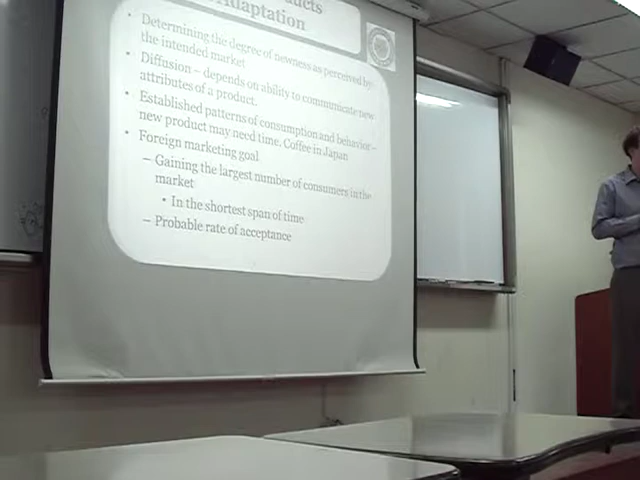 Adaptation
• Determining the degree of newness as perceived by
the intended market
• Diffusion – depends on ability to communicate new
attributes of a product.
• Established patterns of consumption and behavior –
new product may need time. Coffee in Japan
• Foreign marketing goal
– Gaining the largest number of consumers in the
market
• In the shortest span of time
– Probable rate of acceptance